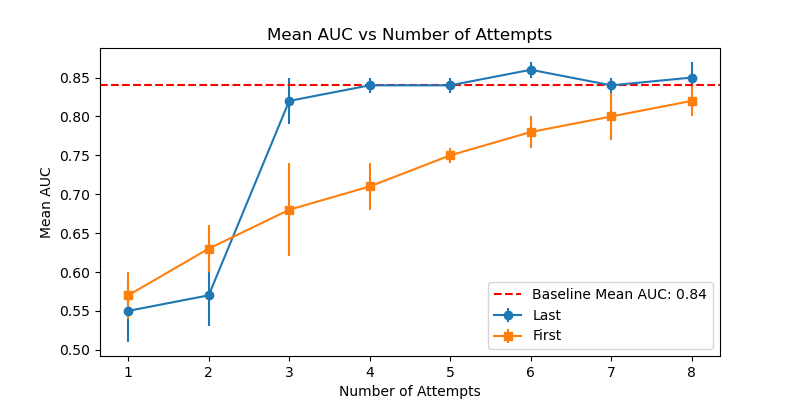 Mean AUC vs Number of Attempts
Mean AUC
0.85
0.80
0.75
0.70
0.65
0.60
0.55
0.50
Baseline Mean AUC: 0.84
Last
First
1 2 3 4 5 6 7 8
Number of Attempts